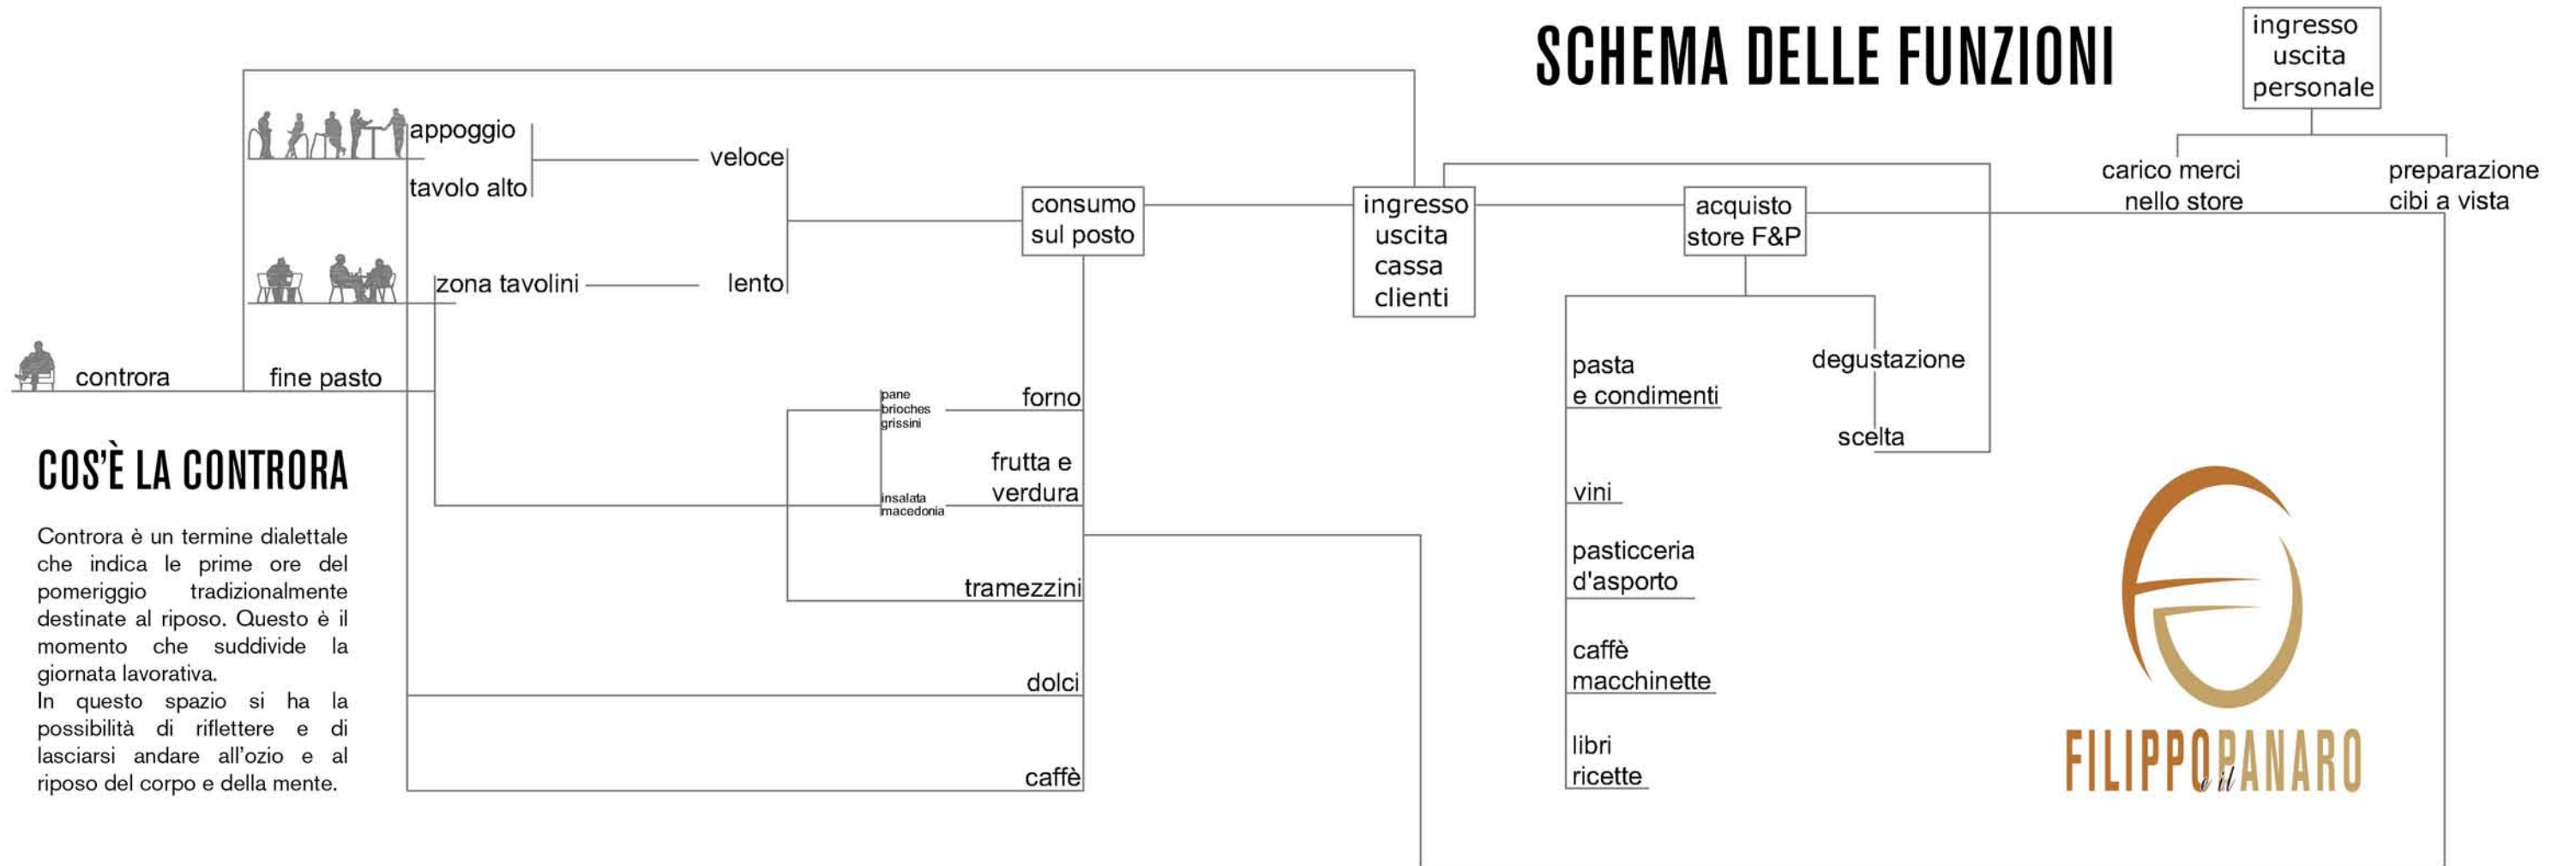 SCHEMA DELLE FUNZIONI
ingresso
uscita
personale
carico merci
nello store
preparazione
cibi a vista
appoggio
tavolo alto
veloce
zona tavolini
lento
consumo
sul posto
ingresso
uscita
cassa
clienti
acquisto
store F&P
controra
fine pasto
pane
brioches
grissini
forno
insalata
macedonia
frutta e
verdura
tramezzini
dolci
caffè
pasta
e condimenti
vini
pasticceria
d'asporto
caffè
macchinette
libri
ricette
degustazione
scelta
COS'È LA CONTRORA
Controra è un termine dialettale
che indica le prime ore del
pomeriggio tradizionalmente
destinate al riposo. Questo è il
momento che suddivide la
giornata lavorativa.
In questo spazio si ha la
possibilità di riflettere e di
lasciarsi andare all'ozio e al
riposo del corpo e della mente.
FILIPPO e il PANARO